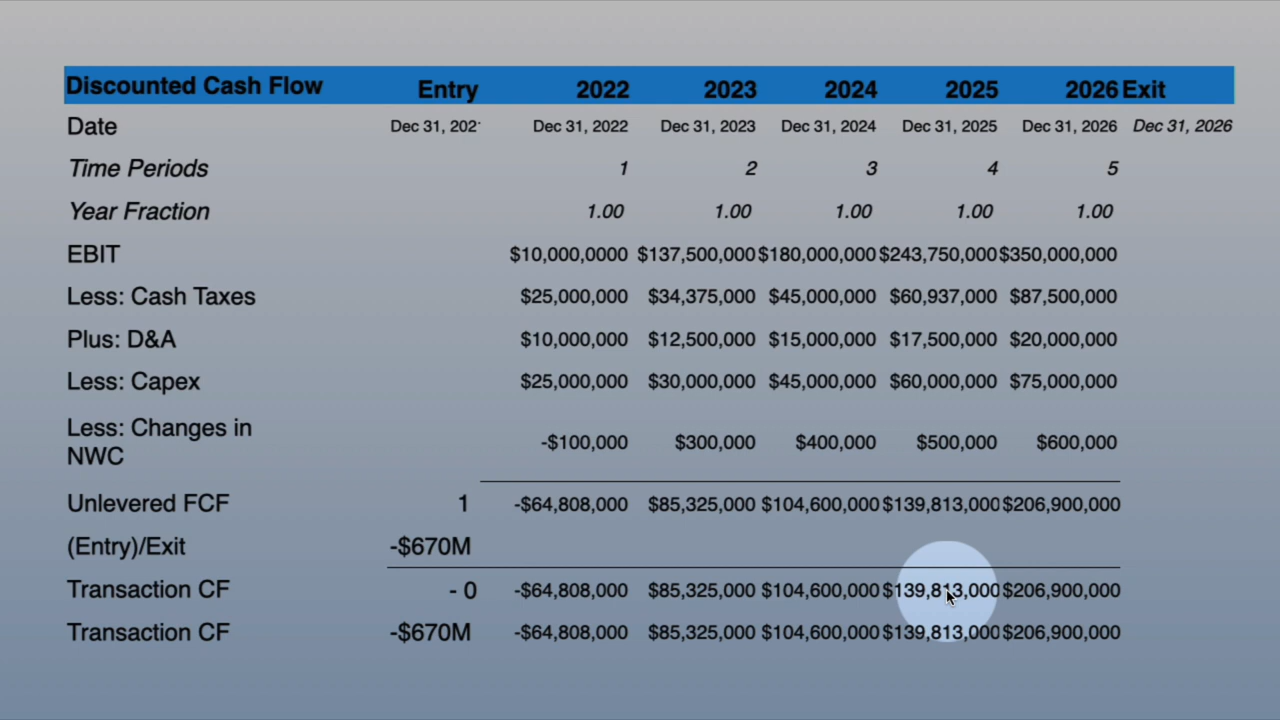 Discounted Cash Flow Entry 2022 2023 2024 2025 2026 Exit
Date Dec 31, 202 Dec 31, 2022 Dec 31, 2023 Dec 31, 2024 Dec 31, 2025 Dec 31, 2026 Dec 31, 2026
Time Periods 1 2 3 4 5
Year Fraction 1.00 1.00 1.00 1.00 1.00
EBIT $10,000,0000 $137,500,000 $180,000,000 $243,750,000 $350,000,000
Less: Cash Taxes $25,000,000 $34,375,000 $45,000,000 $60,937,000 $87,500,000
Plus: D&A $10,000,000 $12,500,000 $15,000,000 $17,500,000 $20,000,000
Less: Capex $25,000,000 $30,000,000 $45,000,000 $60,000,000 $75,000,000
Less: Changes in
NWC -$100,000 $300,000 $400,000 $500,000 $600,000
Unlevered FCF 1 -$64,808,000 $85,325,000 $104,600,000 $139,813,000 $206,900,000
(Entry)/Exit -$670M
Transaction CF - 0 -$64,808,000 $85,325,000 $104,600,000 $139,813,000 $206,900,000
Transaction CF -$670M -$64,808,000 $85,325,000 $104,600,000 $139,813,000 $206,900,000